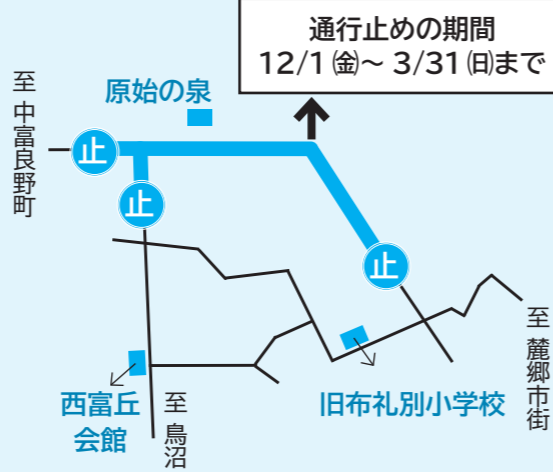 通行止めの期間
12/1㈮～3/31㈰まで
至 中富良野町
原始の泉
止
止
止
至 麓郷市街
西富丘
会館
至 鳥沼
旧布礼別小学校